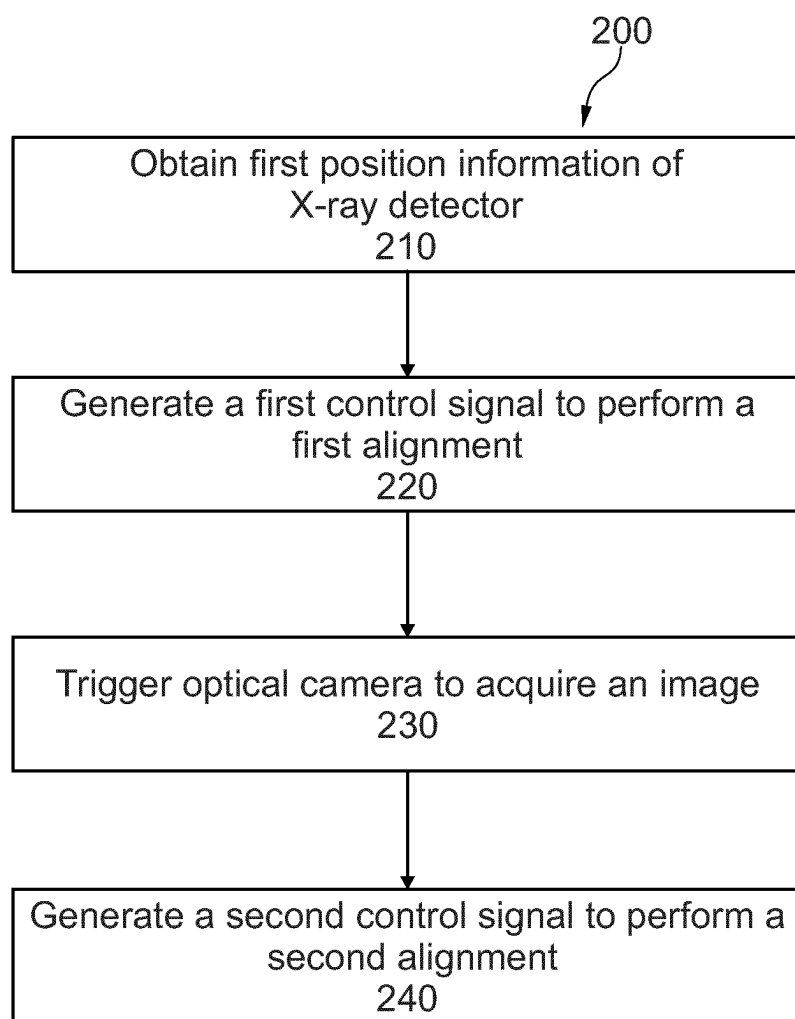 200
Obtain first position information of
X-ray detector
210
Generate a first control signal to perform a
first alignment
220
Trigger optical camera to acquire an image
230
Generate a second control signal to perform a
second alignment
240